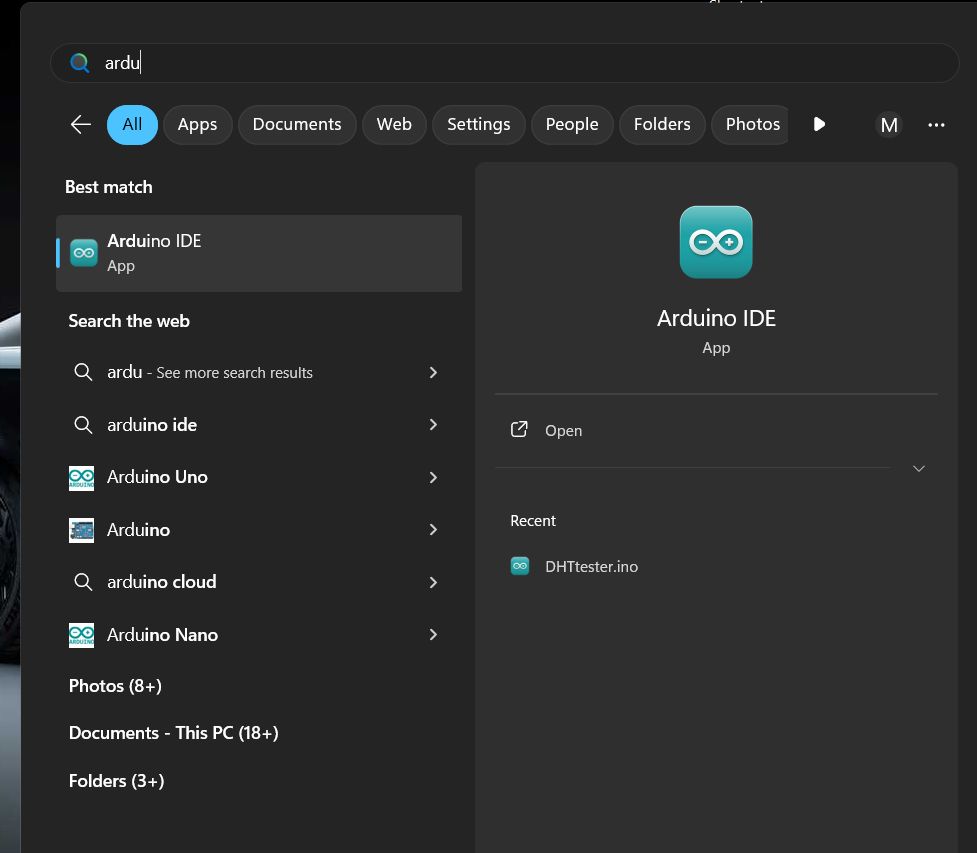 ardu
All Apps Documents Web Settings People Folders Photos M ...
Best match
Arduino IDE
App
Search the web
ardu - See more search results
arduino ide
Arduino Uno
Arduino
arduino cloud
Arduino Nano
Photos (8+)
Documents - This PC (18+)
Folders (3+)
Arduino IDE
App
Open
Recent
DHTtester.ino